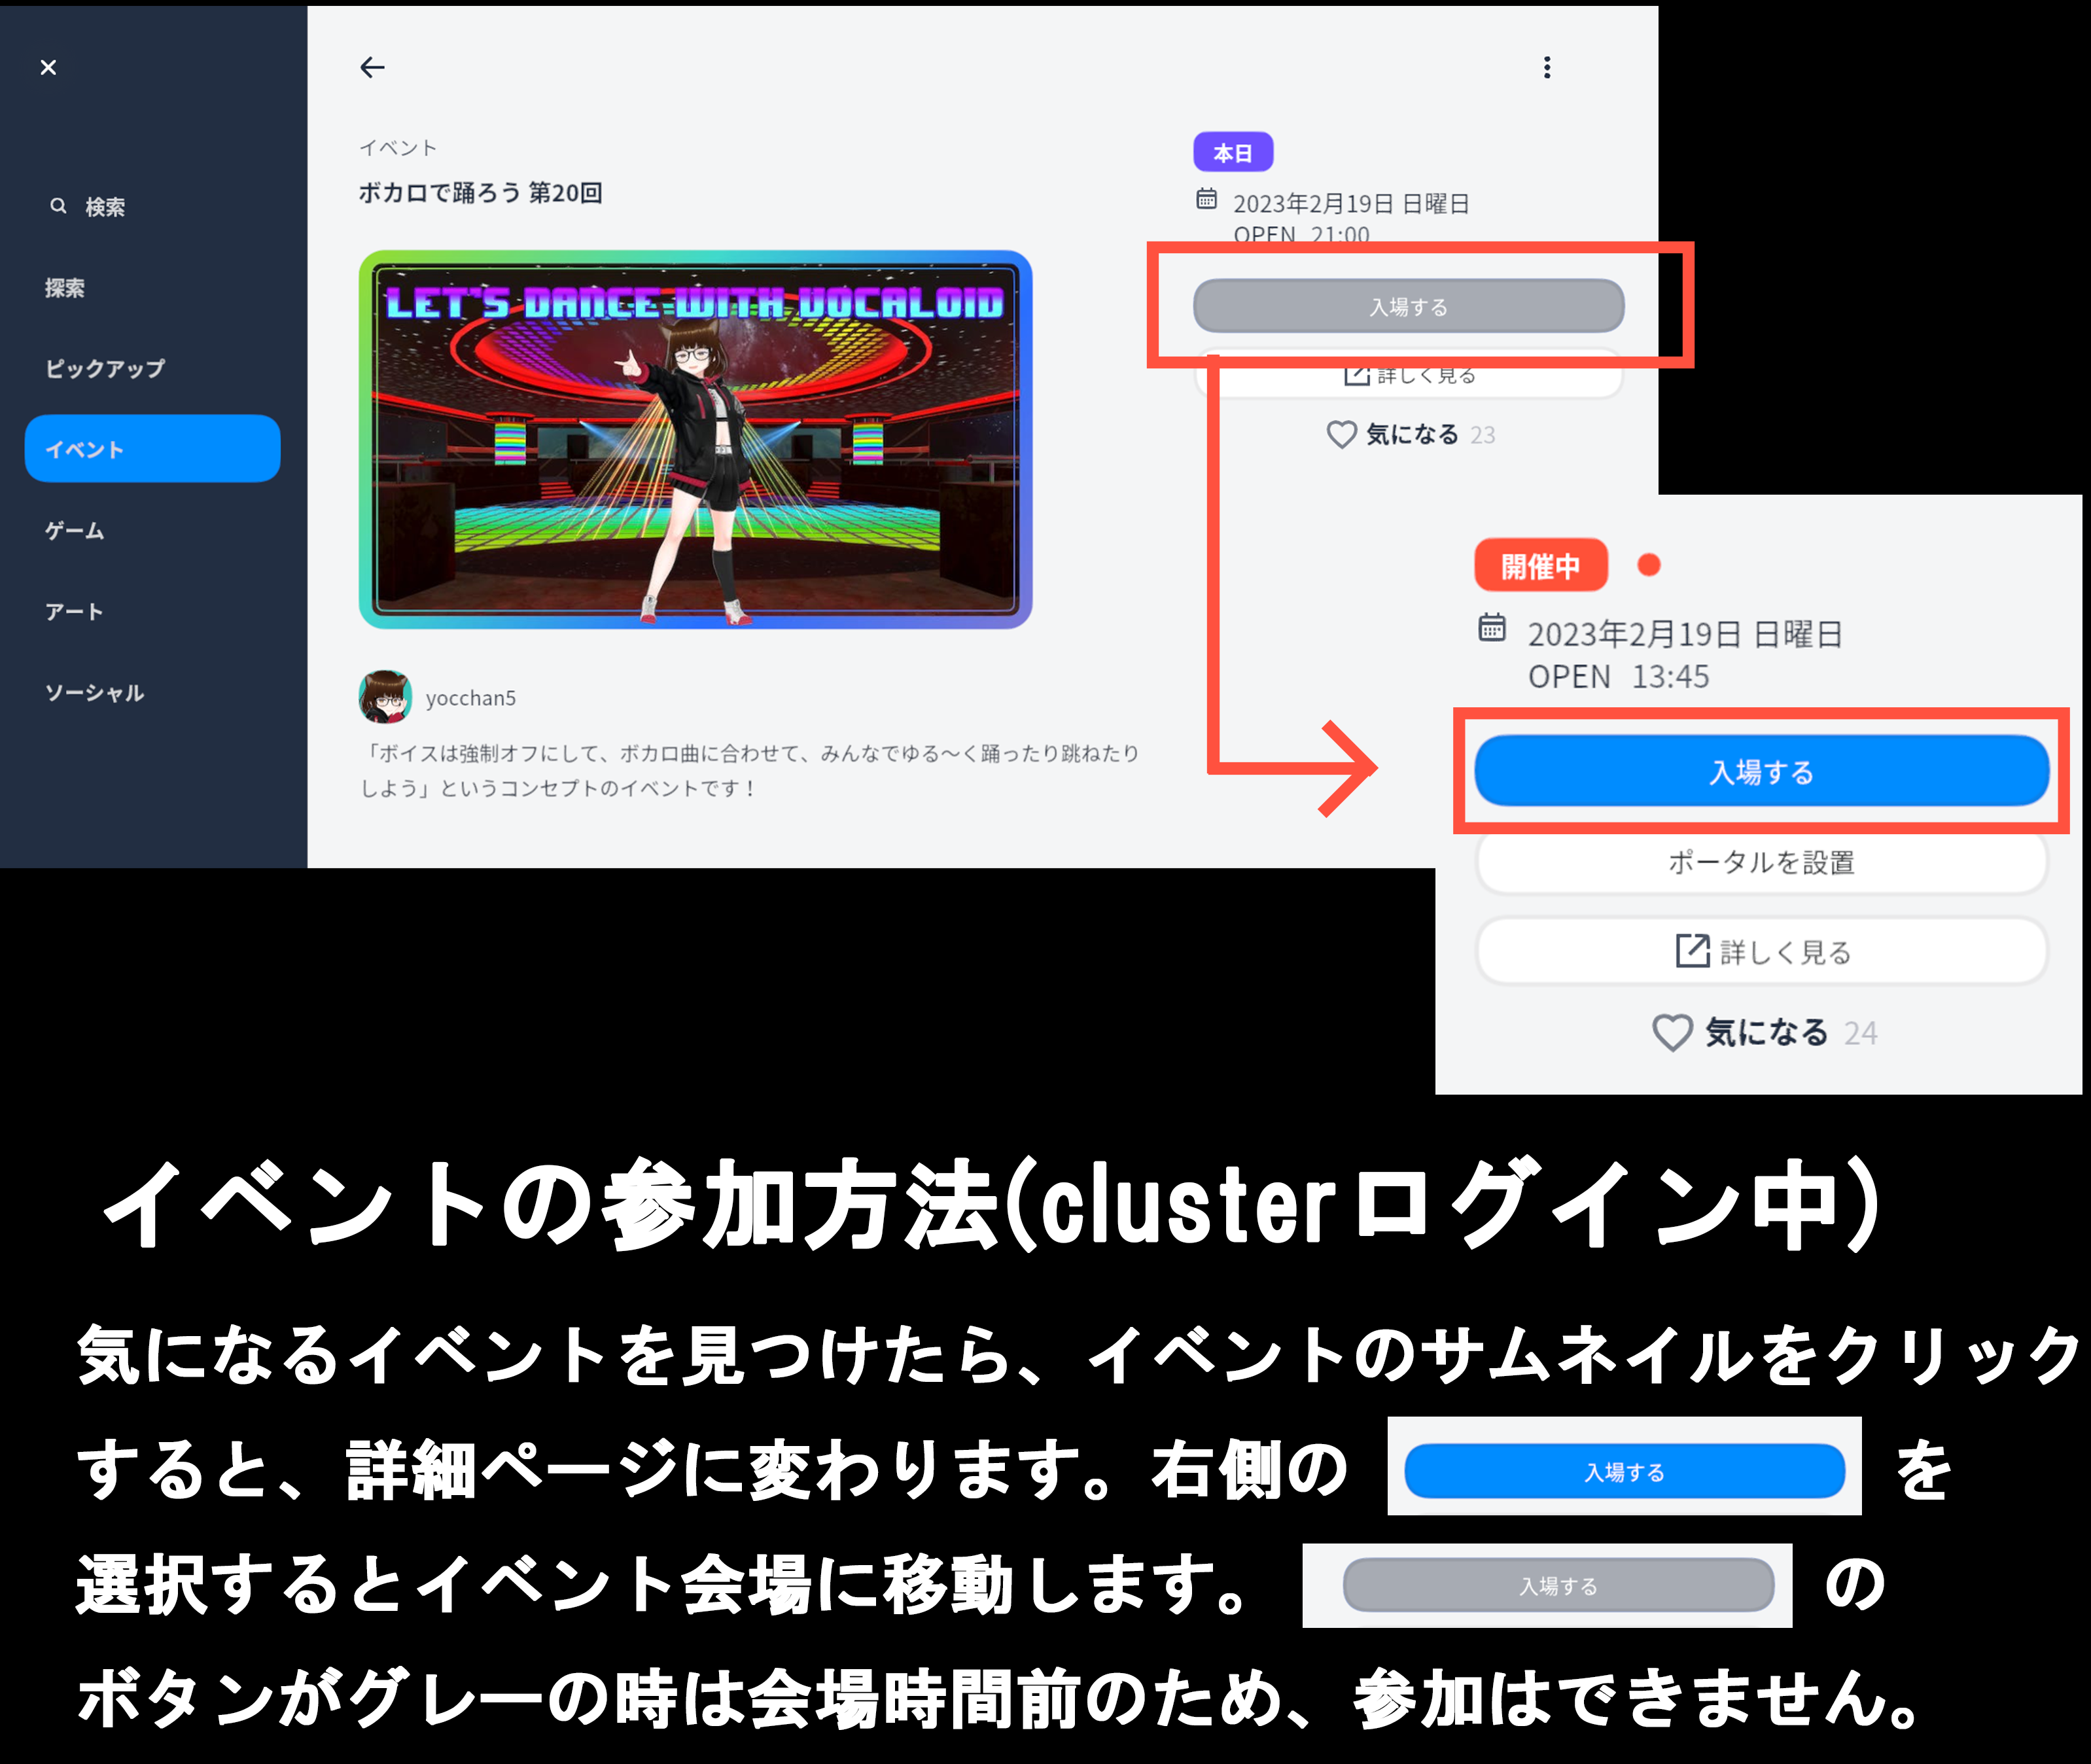 検索
探索
ピックアップ
イベント
ゲーム
アート
ソーシャル
イベント
ボカロで踊ろう 第20回
LET'S DANCE WITH VOCALOID
yocchan5
「ボイスは強制オフにして、ボカロ曲に合わせて、みんなでゆる～く踊ったり跳ねたり
しよう」というコンセプトのイベントです！
本日
2023年2月19日 日曜日
OPEN 21:00
入場する
詳しく見る
気になる 23
開催中
2023年2月19日 日曜日
OPEN 13:45
入場する
ポータルを設置
詳しく見る
気になる 24
イベントの参加方法(clusterログイン中)
気になるイベントを見つけたら、イベントのサムネイルをクリック
すると、詳細ページに変わります。右側の 入場する を
選択するとイベント会場に移動します。 入場する の
ボタンがグレーの時は会場時間前のため、参加はできません。